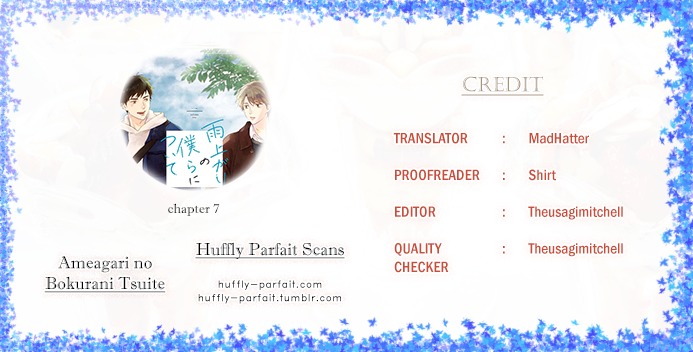 雨上がり
の
僕らに
ついて
chapter 7
Ameagari no
Bokurani Tsuite
Huffly Parfait Scans
huffly-parfait.com
huffly-parfait.tumblr.com
CREDIT
TRANSLATOR : MadHatter
PROOFREADER : Shirt
EDITOR : Theusagimitchell
QUALITY : Theusagimitchell
CHECKER